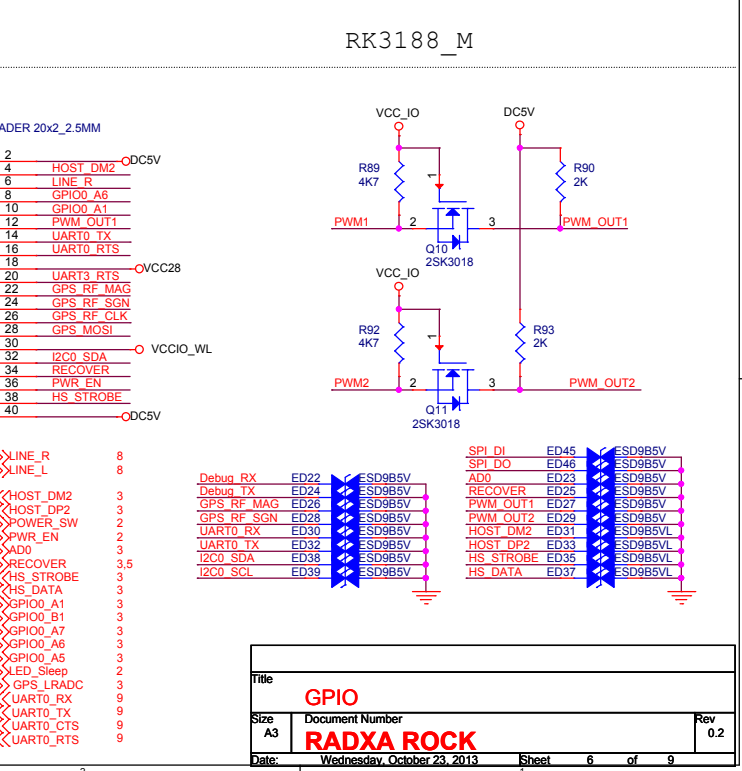 RK3188_M
ADER 20x2_2.5MM
2 DC5V
4 HOST_DM2
6 LINE_R
8 GPIO0_A6
10 GPIO0_A1
12 PWM_OUT1
14 UART0_TX
16 UART0_RTS
18 VCC28
20 UART3_RTS
22 GPS_RF_MAG
24 GPS_RF_SGN
26 GPS_RF_CLK
28 GPS_MOSI
30 VCCIO_WL
32 I2C0_SDA
34 RECOVER
36 PWR_EN
38 HS_STROBE
40 DC5V
VCC_IO DC5V
R89 R90
4K7 2K
1
PWM1 2 3 PWM_OUT1
Q10
2SK3018
VCC_IO
R92 R93
4K7 2K
1
PWM2 2 3 PWM_OUT2
Q11
2SK3018
LINE_R 8
LINE_L 8
HOST_DM2 3
HOST_DP2 3
POWER_SW 2
PWR_EN 2
AD0 3
RECOVER 3,5
HS_STROBE 3
HS_DATA 3
GPIO0_A1 3
GPIO0_B1 3
GPIO0_A7 3
GPIO0_A6 3
GPIO0_A5 3
LED_Sleep 2
GPS_LRADC 3
UART0_RX 9
UART0_TX 9
UART0_CTS 9
UART0_RTS 9
Debug_RX ED22 ESD9B5V
Debug_TX ED24 ESD9B5V
GPS_RF_MAG ED26 ESD9B5V
GPS_RF_SGN ED28 ESD9B5V
UART0_RX ED30 ESD9B5V
UART0_TX ED32 ESD9B5V
I2C0_SDA ED38 ESD9B5V
I2C0_SCL ED39 ESD9B5V
SPI_DI ED45 ESD9B5V
SPI_DO ED46 ESD9B5V
AD0 ED23 ESD9B5V
RECOVER ED25 ESD9B5V
PWM_OUT1 ED27 ESD9B5V
PWM_OUT2 ED29 ESD9B5V
HOST_DM2 ED31 ESD9B5VL
HOST_DP2 ED33 ESD9B5VL
HS_STROBE ED35 ESD9B5VL
HS_DATA ED37 ESD9B5VL
Title
GPIO
Size Document Number Rev
A3 RADXA ROCK 0.2
Date: Wednesday, October 23, 2013 Sheet 6 of 9